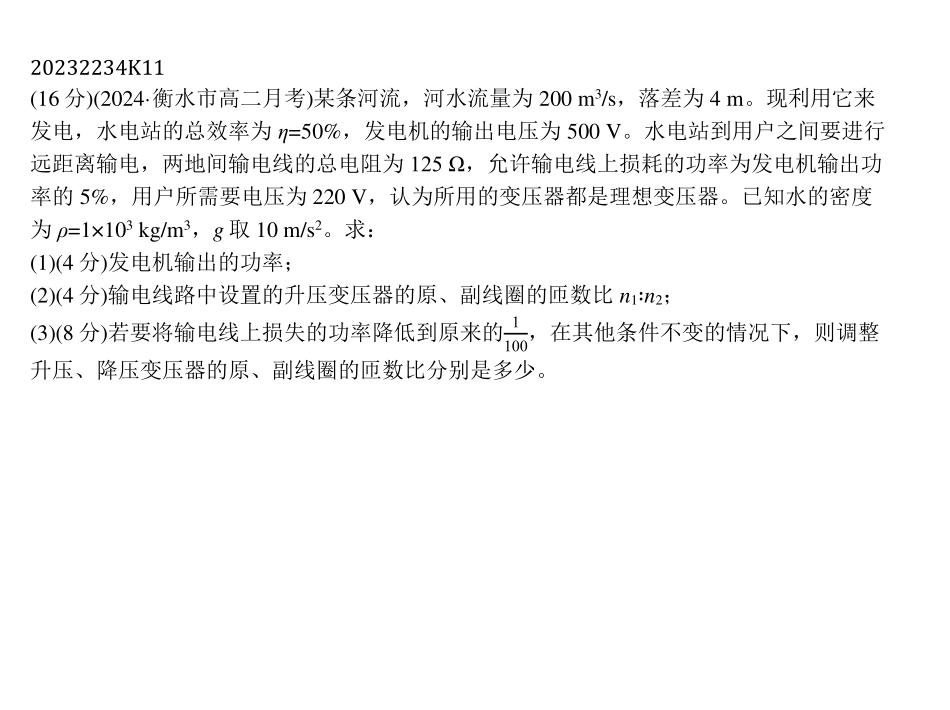 20232234K11
(16 分)(2024·衡水市高二月考)某条河流，河水流量为 200 m³/s，落差为 4 m。现利用它来
发电，水电站的总效率为 η=50%，发电机的输出电压为 500 V。水电站到用户之间要进行
远距离输电，两地间输电线的总电阻为 125 Ω，允许输电线上损耗的功率为发电机输出功
率的 5%，用户所需要电压为 220 V，认为所用的变压器都是理想变压器。已知水的密度
为 ρ=1×10³ kg/m³，g 取 10 m/s²。求：
(1)(4 分)发电机输出的功率；
(2)(4 分)输电线路中设置的升压变压器的原、副线圈的匝数比 n₁∶n₂；
(3)(8 分)若要将输电线上损失的功率降低到原来的1/100，在其他条件不变的情况下，则调整
升压、降压变压器的原、副线圈的匝数比分别是多少。